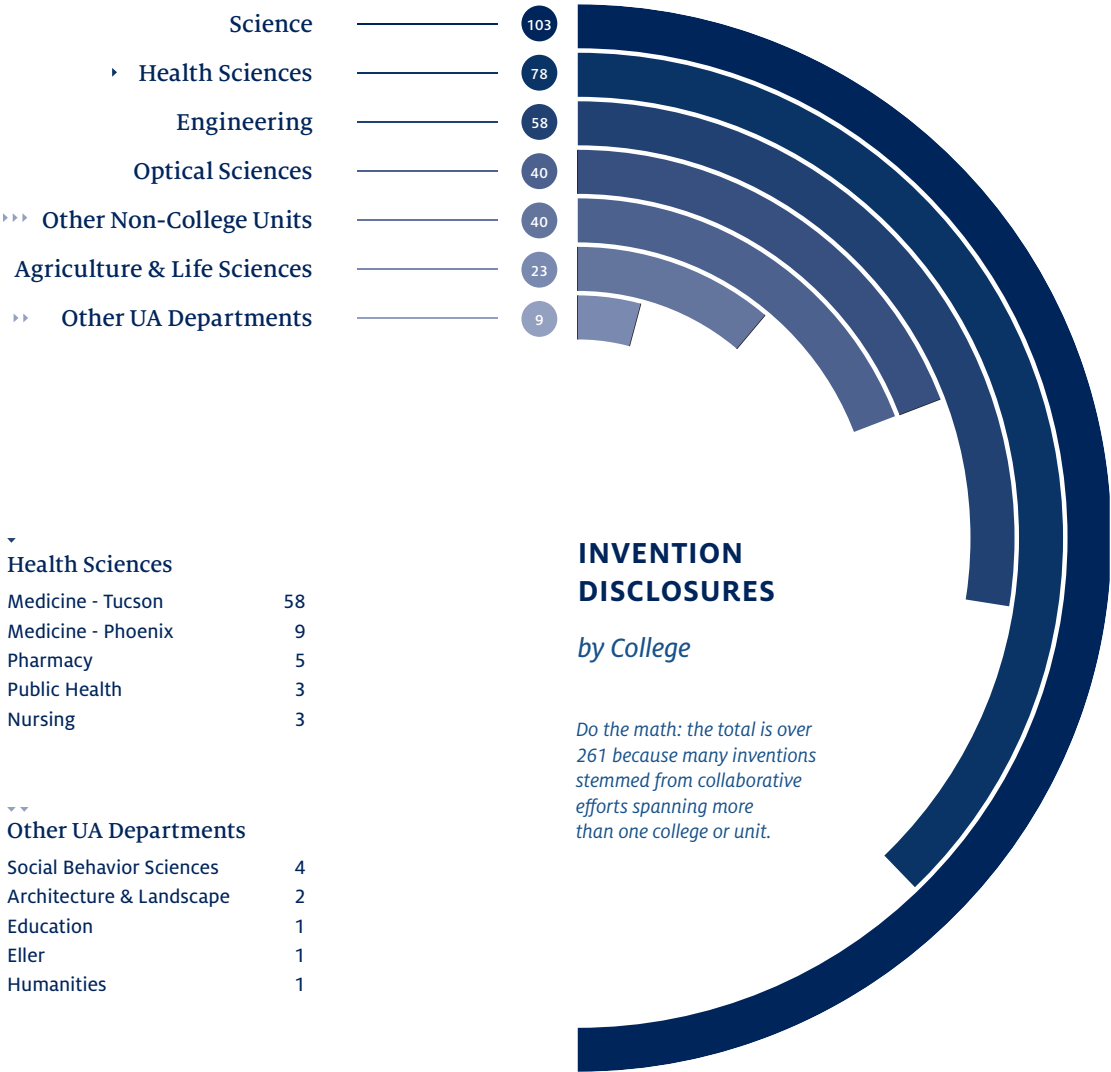 Science 103
Health Sciences 78
Engineering 58
Optical Sciences 40
Other Non-College Units 40
Agriculture & Life Sciences 23
Other UA Departments 9
INVENTION
DISCLOSURES
by College
Do the math: the total is over
261 because many inventions
stemmed from collaborative
efforts spanning more
than one college or unit.
Health Sciences
Medicine - Tucson 58
Medicine - Phoenix 9
Pharmacy 5
Public Health 3
Nursing 3
Other UA Departments
Social Behavior Sciences 4
Architecture & Landscape 2
Education 1
Eller 1
Humanities 1